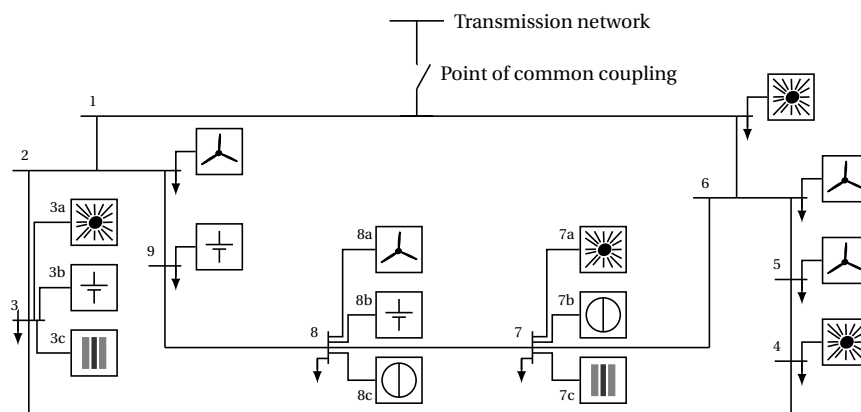 Transmission network
Point of common coupling
1
2
6
3a
8a
7a
9
5
3b
8b
7b
3
8
7
3c
4
8c
7c